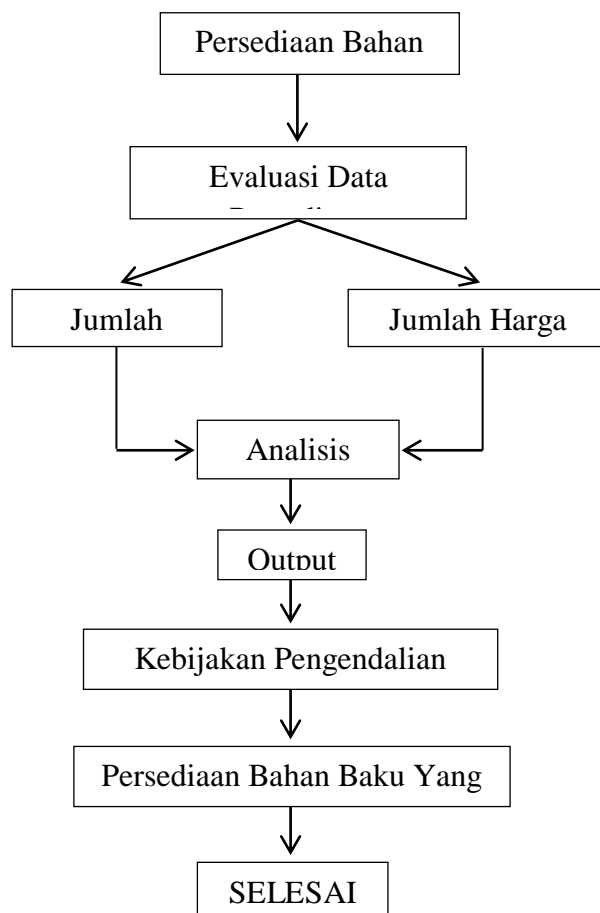 Persediaan Bahan
Evaluasi Data
Jumlah
Jumlah Harga
Analisis
Output
Kebijakan Pengendalian
Persediaan Bahan Baku Yang
SELESAI